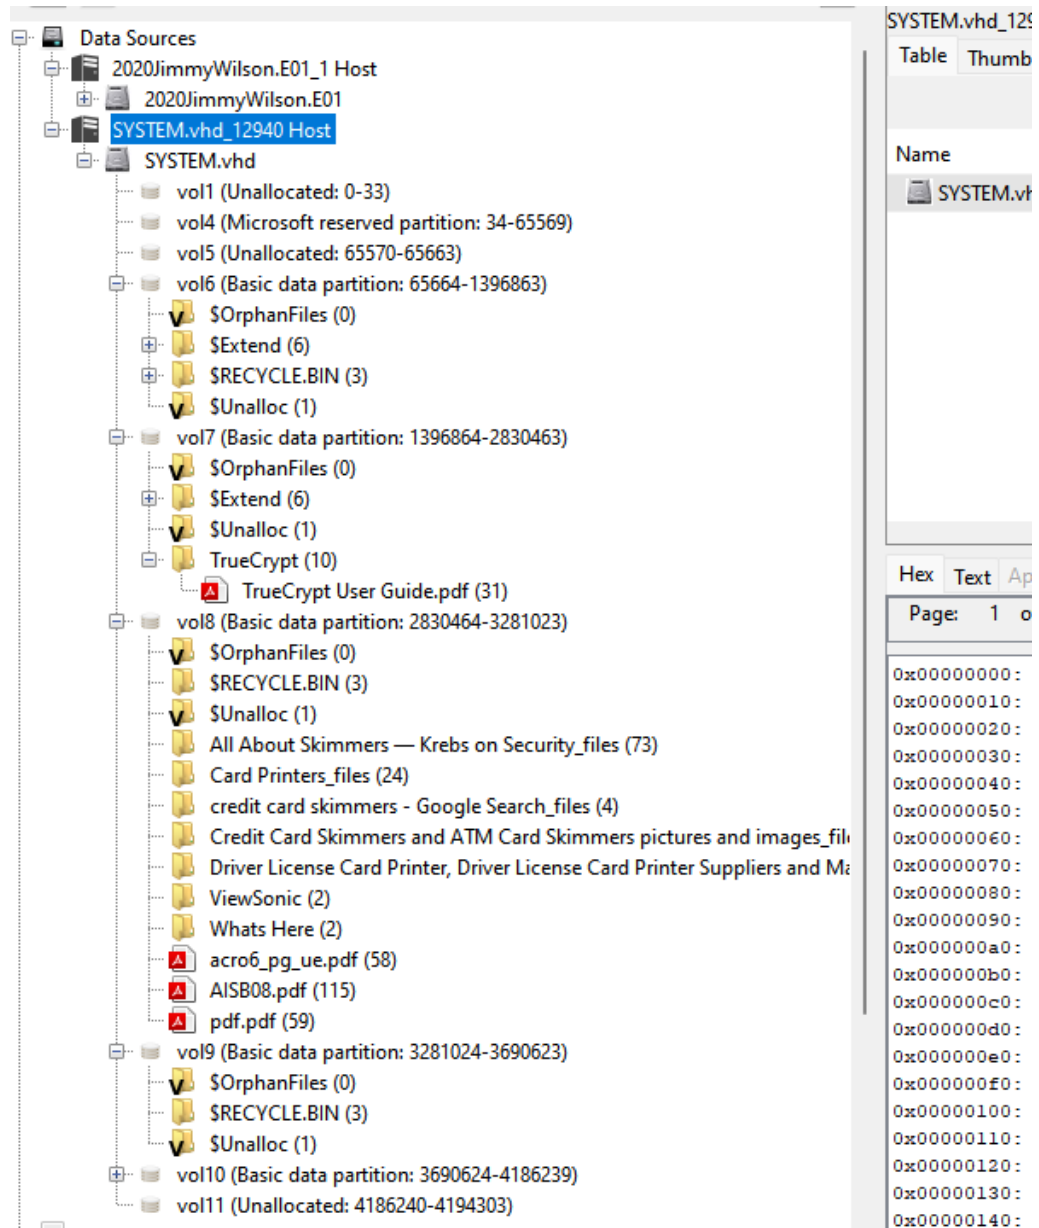 Data Sources
2020JimmyWilson.E01_1 Host
2020JimmyWilson.E01
SYSTEM.vhd_12940 Host
SYSTEM.vhd
vol1 (Unallocated: 0-33)
vol4 (Microsoft reserved partition: 34-65569)
vol5 (Unallocated: 65570-65663)
vol6 (Basic data partition: 65664-1396863)
$OrphanFiles (0)
$Extend (6)
$RECYCLE.BIN (3)
$Unalloc (1)
vol7 (Basic data partition: 1396864-2830463)
$OrphanFiles (0)
$Extend (6)
$Unalloc (1)
TrueCrypt (10)
TrueCrypt User Guide.pdf (31)
vol8 (Basic data partition: 2830464-3281023)
$OrphanFiles (0)
$RECYCLE.BIN (3)
$Unalloc (1)
All About Skimmers — Krebs on Security_files (73)
Card Printers_files (24)
credit card skimmers - Google Search_files (4)
Credit Card Skimmers and ATM Card Skimmers pictures and images_fil
Driver License Card Printer, Driver License Card Printer Suppliers and Ma
ViewSonic (2)
Whats Here (2)
acro6_pg_ue.pdf (58)
AISB08.pdf (115)
pdf.pdf (59)
vol9 (Basic data partition: 3281024-3690623)
$OrphanFiles (0)
$RECYCLE.BIN (3)
$Unalloc (1)
vol10 (Basic data partition: 3690624-4186239)
vol11 (Unallocated: 4186240-4194303)
SYSTEM.vhd_129
Table Thumb
Name
SYSTEM.vh
Hex Text Ap
Page: 1 o
0x00000000:
0x00000010:
0x00000020:
0x00000030:
0x00000040:
0x00000050:
0x00000060:
0x00000070:
0x00000080:
0x00000090:
0x000000a0:
0x000000b0:
0x000000c0:
0x000000d0:
0x000000e0:
0x000000f0:
0x00000100:
0x00000110:
0x00000120:
0x00000130:
0x00000140: